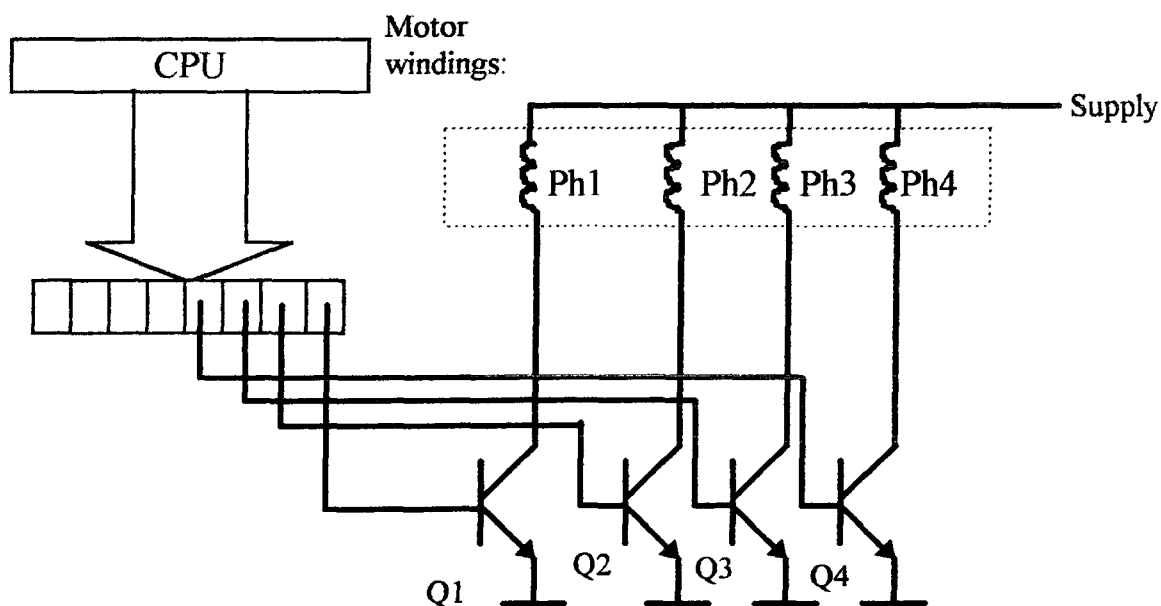 Motor
windings:
CPU
Supply
Ph1
Ph2
Ph3
Ph4
Q1
Q2
Q3
Q4